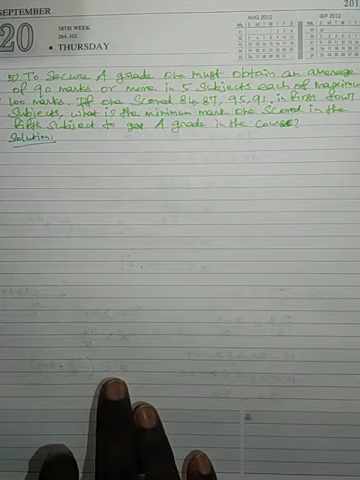 SEPTEMBER
201
20
38TH WEEK
264-102
• THURSDAY
AUG 2012
SEP 2012
5) To Secure A grade one must obtain an average
of 90 marks or more in 5 subjects each of maximum
100 marks. If one Scored 84,87, 95,91, in first four
Subjects, what is the minimum mark one Scored in the
fifth Subject to get A grade in the Course?
Solution: